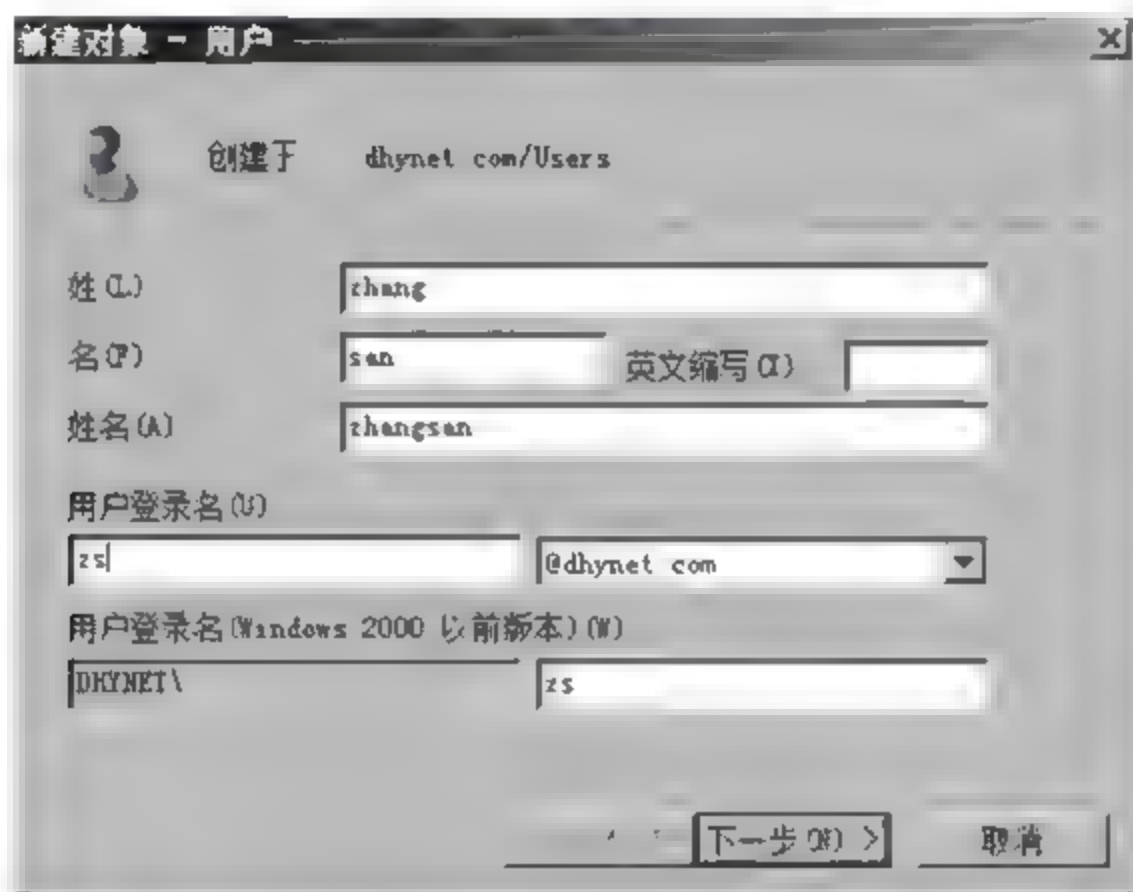 新建对象 - 用户
创建于 dhynet com/Users
姓(L) zhang
名(F) san 英文缩写(I)
姓名(A) zhangsan
用户登录名(U)
zs @dhynet com
用户登录名(Windows 2000 以前版本)(W)
DHYNET\ zs
下一步(N) > 取消